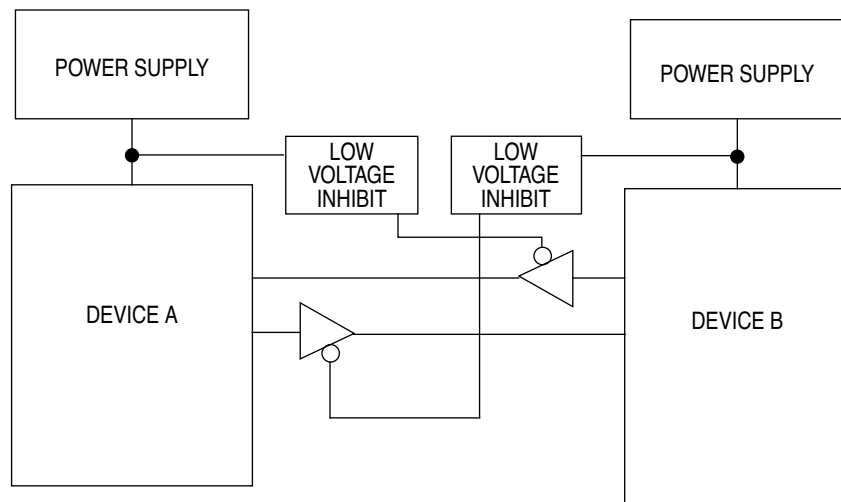 POWER SUPPLY
POWER SUPPLY
LOW
VOLTAGE
INHIBIT
LOW
VOLTAGE
INHIBIT
DEVICE A
DEVICE B